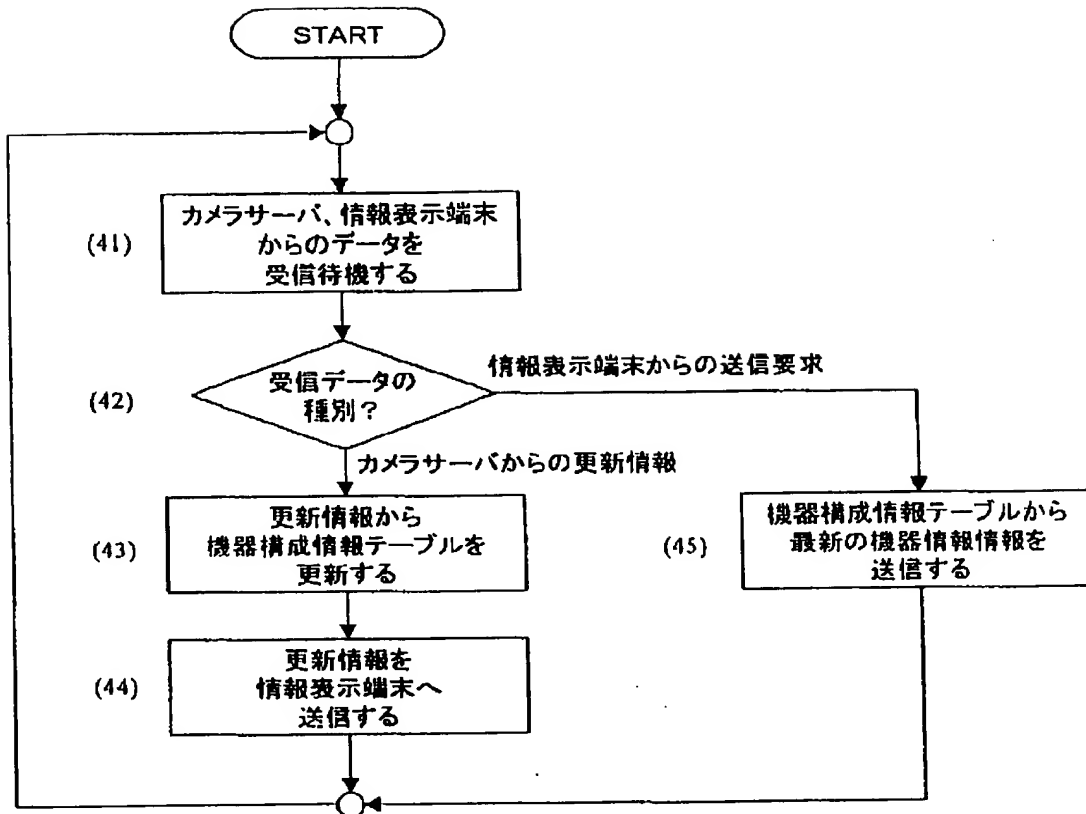 START
(41)
カメラサーバ、情報表示端末
からのデータを
受信待機する
(42)
受信データの
種別？
情報表示端末からの送信要求
カメラサーバからの更新情報
(43)
更新情報から
機器構成情報テーブルを
更新する
(45)
機器構成情報テーブルから
最新の機器情報情報を
送信する
(44)
更新情報を
情報表示端末へ
送信する